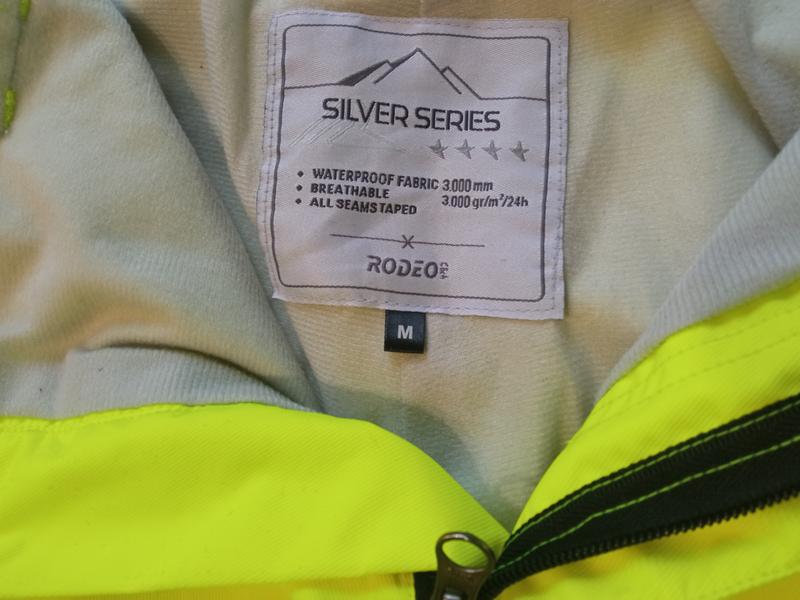 SILVER SERIES
• WATERPROOF FABRIC 3.000 mm
• BREATHABLE 3.000 gr/m²/24h
• ALL SEAMS TAPED
RODEO
M